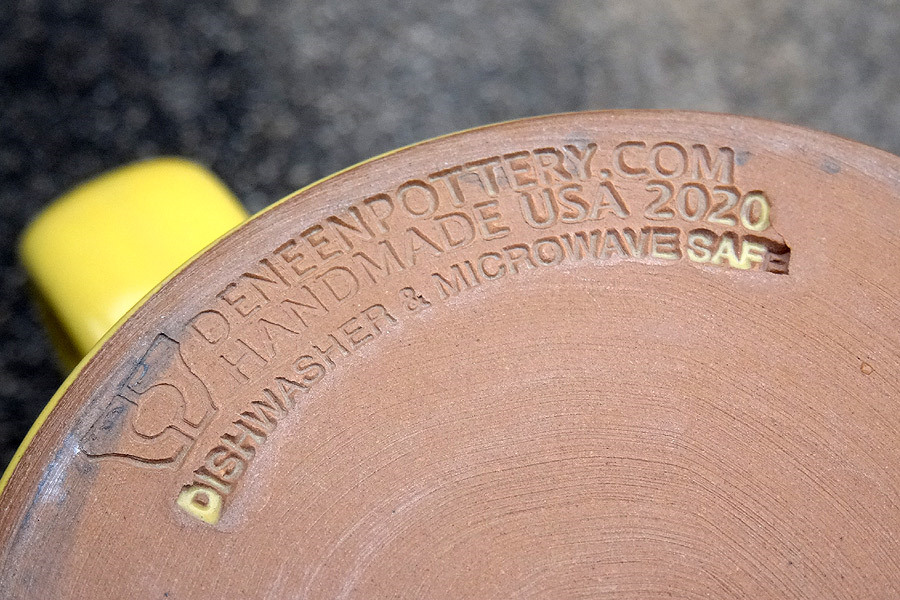 DENEENPOTTERY.COM
HANDMADE USA 2020
DISHWASHER & MICROWAVE SAFE